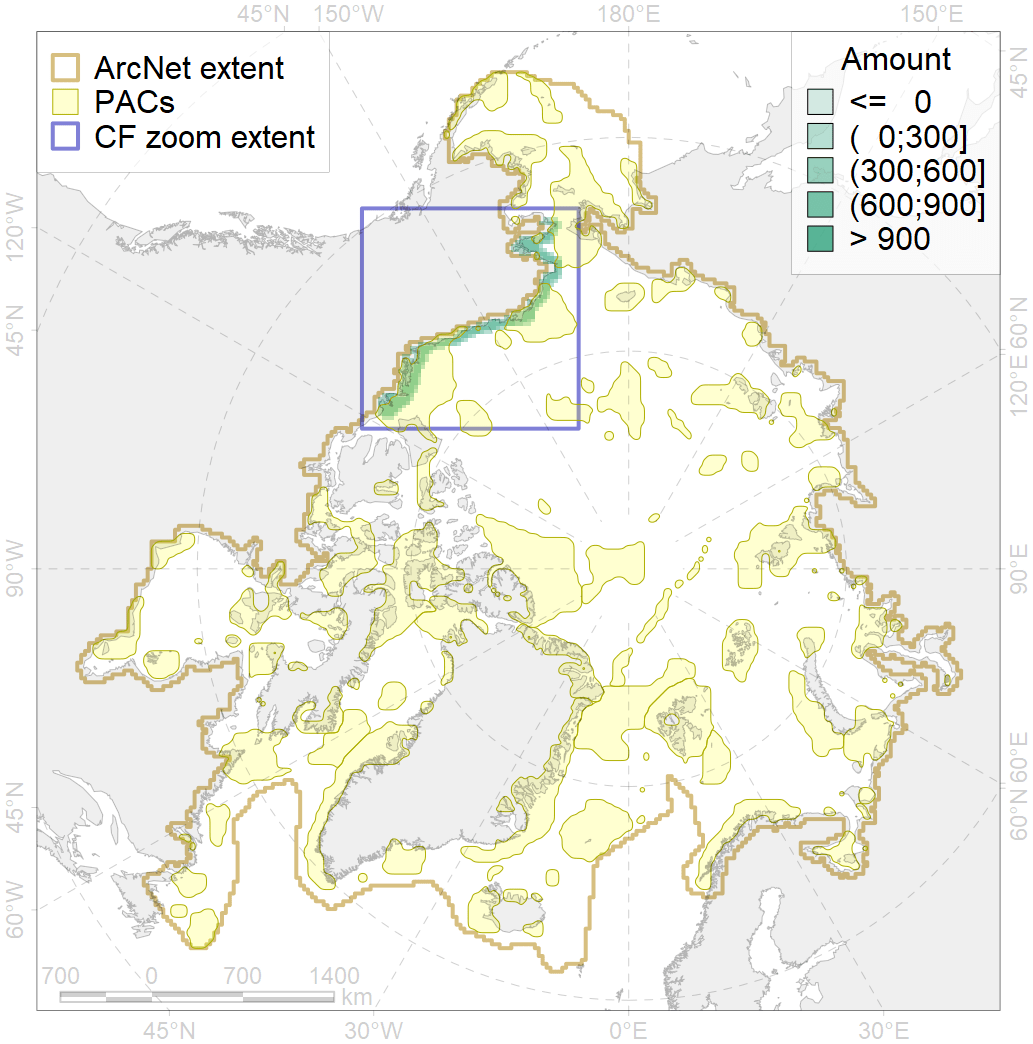 45°N 150°W 180°E 150°E
ArcNet extent
PACs
CF zoom extent
Amount
<= 0
( 0;300]
(300;600]
(600;900]
> 900
45°N
120°W
60°N
45°N
120°E
90°W
90°E
60°E
45°N
60°N
60°W
700 0 700 1400
km
45°N 30°W 0°E 30°E